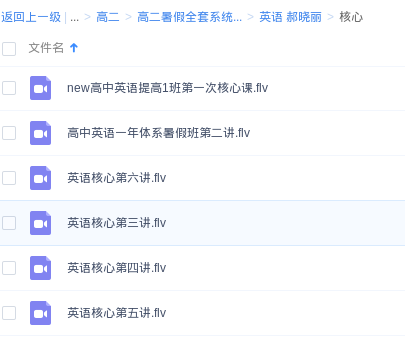 返回上一级 | ... > 高二 > 高二暑假全套系统... > 英语 郝晓丽 > 核心
文件名
new高中英语提高1班第一次核心课.flv
高中英语一年体系暑假班第二讲.flv
英语核心第六讲.flv
英语核心第三讲.flv
英语核心第四讲.flv
英语核心第五讲.flv